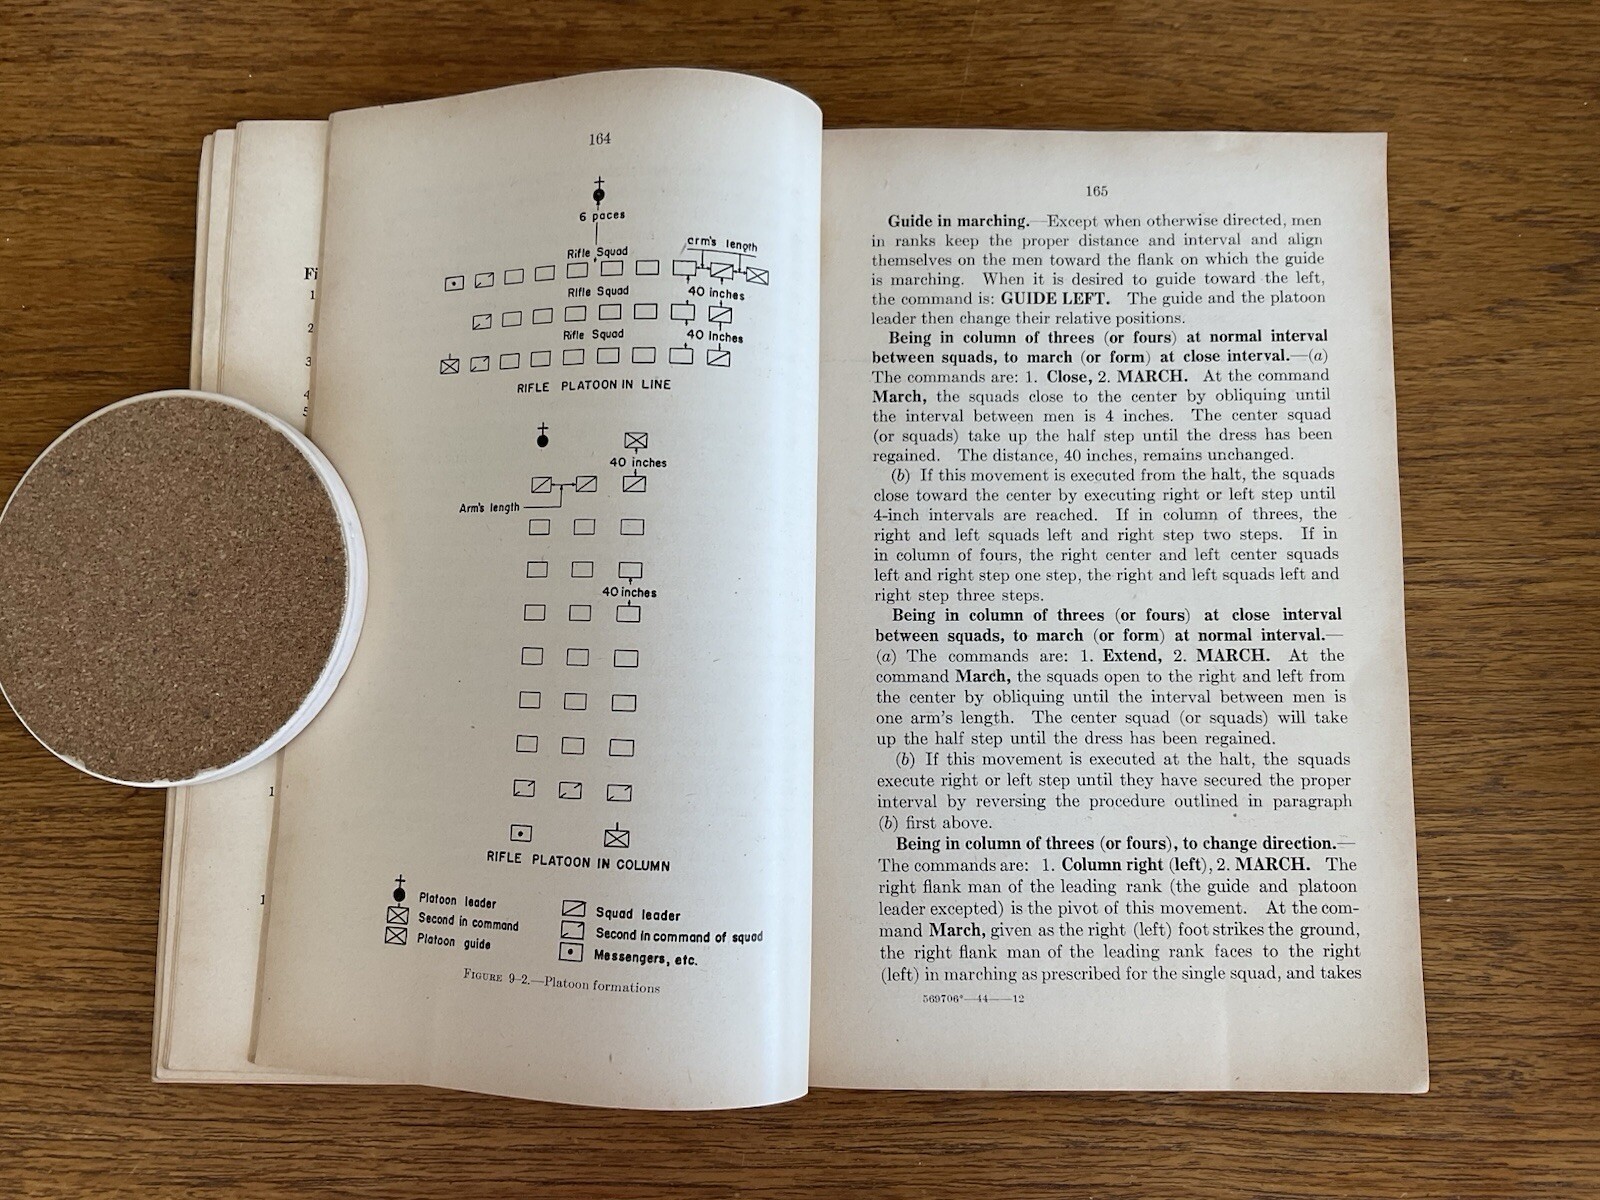 Fi
1
2
3
4
5
1
1
164
6 paces
arm's length
Rifle Squad
Rifle Squad
40 inches
Rifle Squad
40 inches
RIFLE PLATOON IN LINE
40 inches
Arm's length
40 inches
RIFLE PLATOON IN COLUMN
Platoon leader
Second in command
Platoon guide
Squad leader
Second in command of squad
Messengers, etc.
FIGURE 9–2.—Platoon formations
165
Guide in marching.—Except when otherwise directed, men
in ranks keep the proper distance and interval and align
themselves on the men toward the flank on which the guide
is marching. When it is desired to guide toward the left,
the command is: GUIDE LEFT. The guide and the platoon
leader then change their relative positions.
Being in column of threes (or fours) at normal interval
between squads, to march (or form) at close interval.—(a)
The commands are: 1. Close, 2. MARCH. At the command
March, the squads close to the center by obliquing until
the interval between men is 4 inches. The center squad
(or squads) take up the half step until the dress has been
regained. The distance, 40 inches, remains unchanged.
(b) If this movement is executed from the halt, the squads
close toward the center by executing right or left step until
4-inch intervals are reached. If in column of threes, the
right and left squads left and right step two steps. If in
in column of fours, the right center and left center squads
left and right step one step, the right and left squads left and
right step three steps.
Being in column of threes (or fours) at close interval
between squads, to march (or form) at normal interval.—
(a) The commands are: 1. Extend, 2. MARCH. At the
command March, the squads open to the right and left from
the center by obliquing until the interval between men is
one arm's length. The center squad (or squads) will take
up the half step until the dress has been regained.
(b) If this movement is executed at the halt, the squads
execute right or left step until they have secured the proper
interval by reversing the procedure outlined in paragraph
(b) first above.
Being in column of threes (or fours), to change direction.—
The commands are: 1. Column right (left), 2. MARCH. The
right flank man of the leading rank (the guide and platoon
leader excepted) is the pivot of this movement. At the com-
mand March, given as the right (left) foot strikes the ground,
the right flank man of the leading rank faces to the right
(left) in marching as prescribed for the single squad, and takes
569706°—44——12